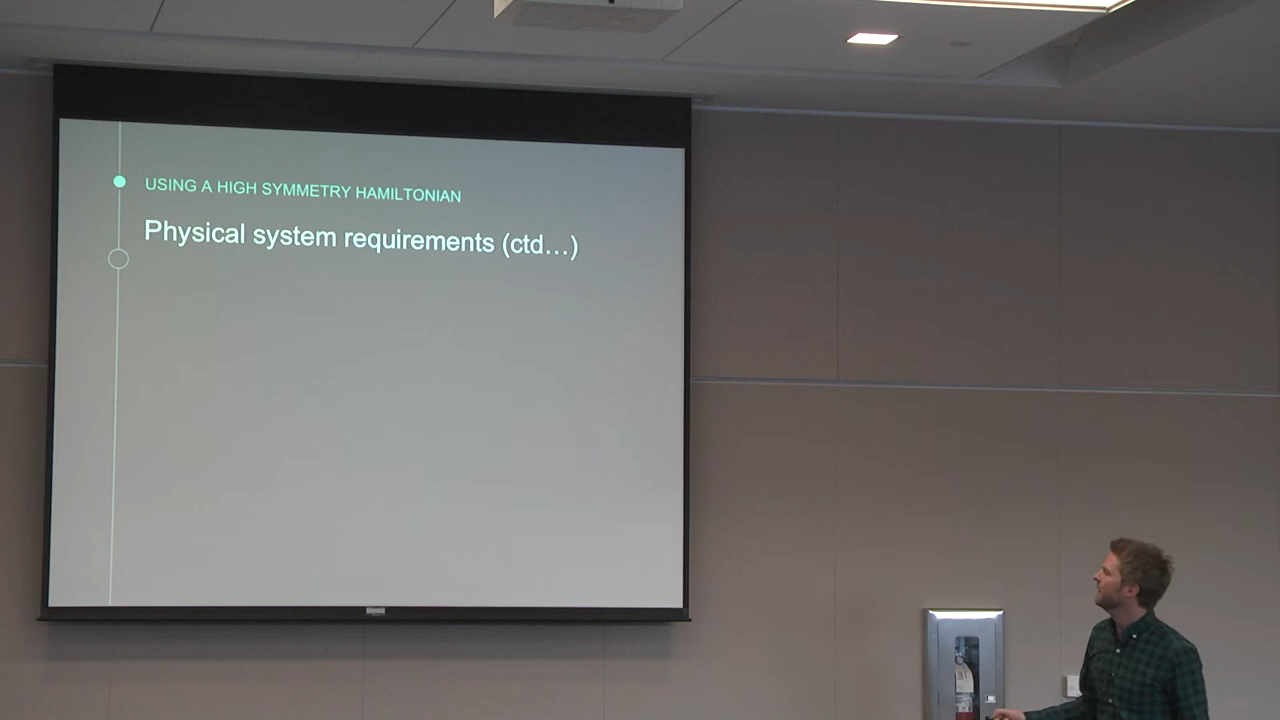 USING A HIGH SYMMETRY HAMILTONIAN
Physical system requirements (ctd...)